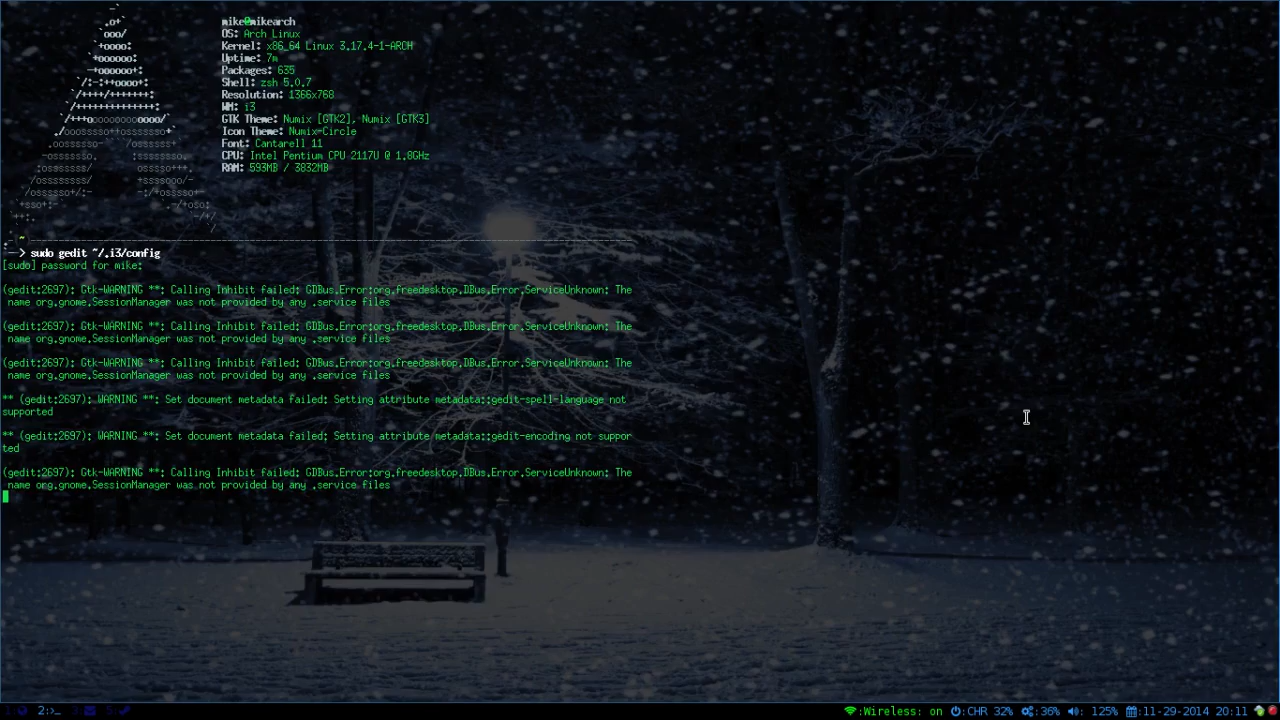 mike@mikearch
OS: Arch Linux
Kernel: x86_64 Linux 3.17.4-1-ARCH
Uptime: 7m
Packages: 635
Shell: zsh 5.0.7
Resolution: 1366x768
WM: i3
GTK Theme: Numix [GTK2], Numix [GTK3]
Icon Theme: Numix-Circle
Font: Cantarell 11
CPU: Intel Pentium CPU 2117U @ 1.8GHz
RAM: 593MB / 3832MB
~
—> sudo gedit ~/.i3/config
[sudo] password for mike:
(gedit:2697): Gtk-WARNING **: Calling Inhibit failed: GDBus.Error:org.freedesktop.DBus.Error.ServiceUnknown: The
name org.gnome.SessionManager was not provided by any .service files
(gedit:2697): Gtk-WARNING **: Calling Inhibit failed: GDBus.Error:org.freedesktop.DBus.Error.ServiceUnknown: The
name org.gnome.SessionManager was not provided by any .service files
(gedit:2697): Gtk-WARNING **: Calling Inhibit failed: GDBus.Error:org.freedesktop.DBus.Error.ServiceUnknown: The
name org.gnome.SessionManager was not provided by any .service files
** (gedit:2697): WARNING **: Set document metadata failed: Setting attribute metadata::gedit-spell-language not
supported
** (gedit:2697): WARNING **: Set document metadata failed: Setting attribute metadata::gedit-encoding not suppor
ted
(gedit:2697): Gtk-WARNING **: Calling Inhibit failed: GDBus.Error:org.freedesktop.DBus.Error.ServiceUnknown: The
name org.gnome.SessionManager was not provided by any .service files
2:>_ :Wireless: on :CHR 32% :36% : 125% :11-29-2014 20:11